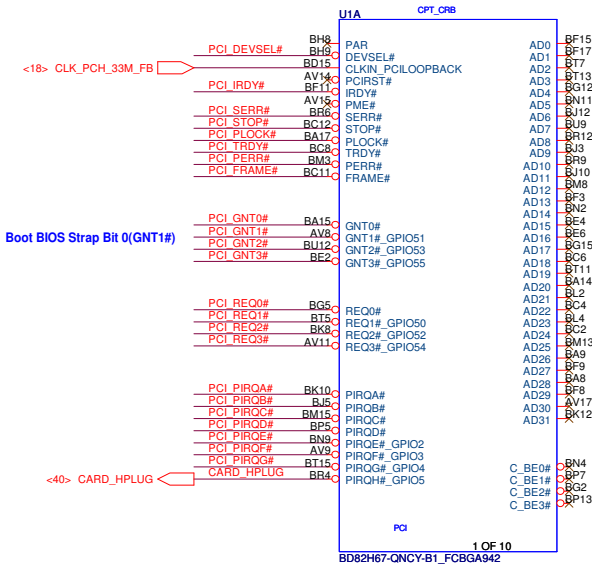 U1A CPT_CRB
BH8 PAR AD0 BF15
PCI_DEVSEL# BH9 DEVSEL# AD1 BF17
<18> CLK_PCH_33M_FB BD15 CLKIN_PCILOOPBACK AD2 BT7
AV14 PCIRST# AD3 BT13
PCI_IRDY# BF11 IRDY# AD4 BG12
AV15 PME# AD5 BN11
PCI_SERR# BR6 SERR# AD6 BJ12
PCI_STOP# BC12 STOP# AD7 BU9
PCI_PLOCK# BA17 PLOCK# AD8 BR12
PCI_TRDY# BC8 TRDY# AD9 BJ3
PCI_PERR# BM3 PERR# AD10 BR9
PCI_FRAME# BC11 FRAME# AD11 BJ10
AD12 BM8
AD13 BF3
AD14 BN2
PCI_GNT0# BA15 GNT0# AD15 BE4
Boot BIOS Strap Bit 0(GNT1#) PCI_GNT1# AV8 GNT1#_GPIO51 AD16 BE6
PCI_GNT2# BU12 GNT2#_GPIO53 AD17 BG15
PCI_GNT3# BE2 GNT3#_GPIO55 AD18 BC6
AD19 BT11
AD20 BA14
AD21 BL2
PCI_REQ0# BG5 REQ0# AD22 BC4
PCI_REQ1# BT5 REQ1#_GPIO50 AD23 BL4
PCI_REQ2# BK8 REQ2#_GPIO52 AD24 BC2
PCI_REQ3# AV11 REQ3#_GPIO54 AD25 BM13
AD26 BA9
AD27 BF9
AD28 BA8
PCI_PIRQA# BK10 PIRQA# AD29 BF8
PCI_PIRQB# BJ5 PIRQB# AD30 AV17
PCI_PIRQC# BM15 PIRQC# AD31 BK12
PCI_PIRQD# BP5 PIRQD#
PCI_PIRQE# BN9 PIRQE#_GPIO2
PCI_PIRQF# AV9 PIRQF#_GPIO3
PCI_PIRQG# BT15 PIRQG#_GPIO4 C_BE0# BN4
<40> CARD_HPLUG CARD_HPLUG BR4 PIRQH#_GPIO5 C_BE1# BP7
C_BE2# BG2
C_BE3# BP13
PCI
1 OF 10
BD82H67-QNCY-B1_FCBGA942